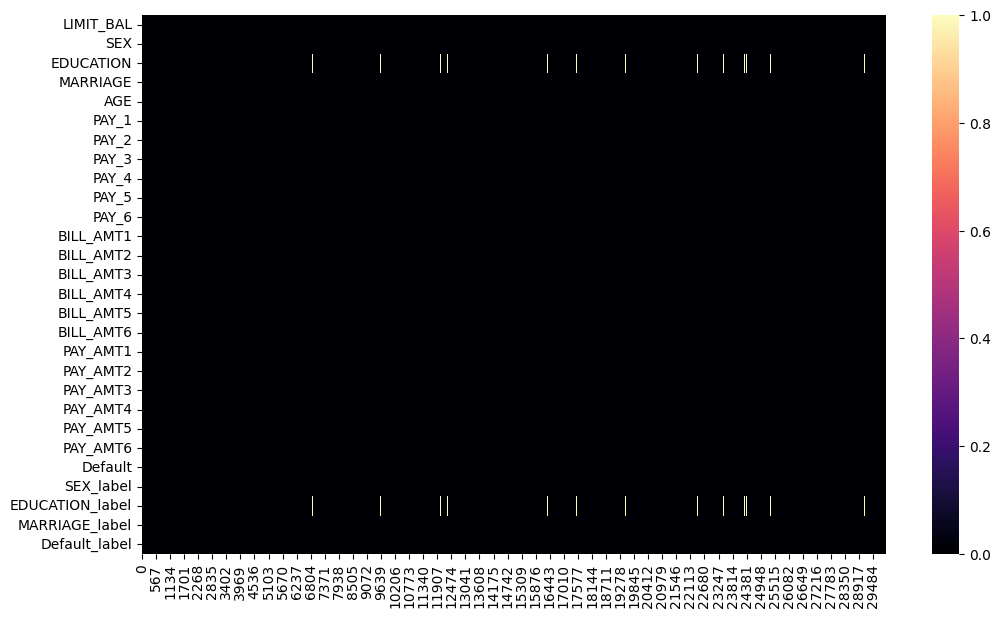 LIMIT_BAL
SEX
EDUCATION
MARRIAGE
AGE
PAY_1
PAY_2
PAY_3
PAY_4
PAY_5
PAY_6
BILL_AMT1
BILL_AMT2
BILL_AMT3
BILL_AMT4
BILL_AMT5
BILL_AMT6
PAY_AMT1
PAY_AMT2
PAY_AMT3
PAY_AMT4
PAY_AMT5
PAY_AMT6
Default
SEX_label
EDUCATION_label
MARRIAGE_label
Default_label
0
567
1134
1701
2268
2835
3402
3969
4536
5103
5670
6237
6804
7371
7938
8505
9072
9639
10206
10773
11340
11907
12474
13041
13608
14175
14742
15309
15876
16443
17010
17577
18144
18711
19278
19845
20412
20979
21546
22113
22680
23247
23814
24381
24948
25515
26082
26649
27216
27783
28350
28917
29484
1.0
0.8
0.6
0.4
0.2
0.0